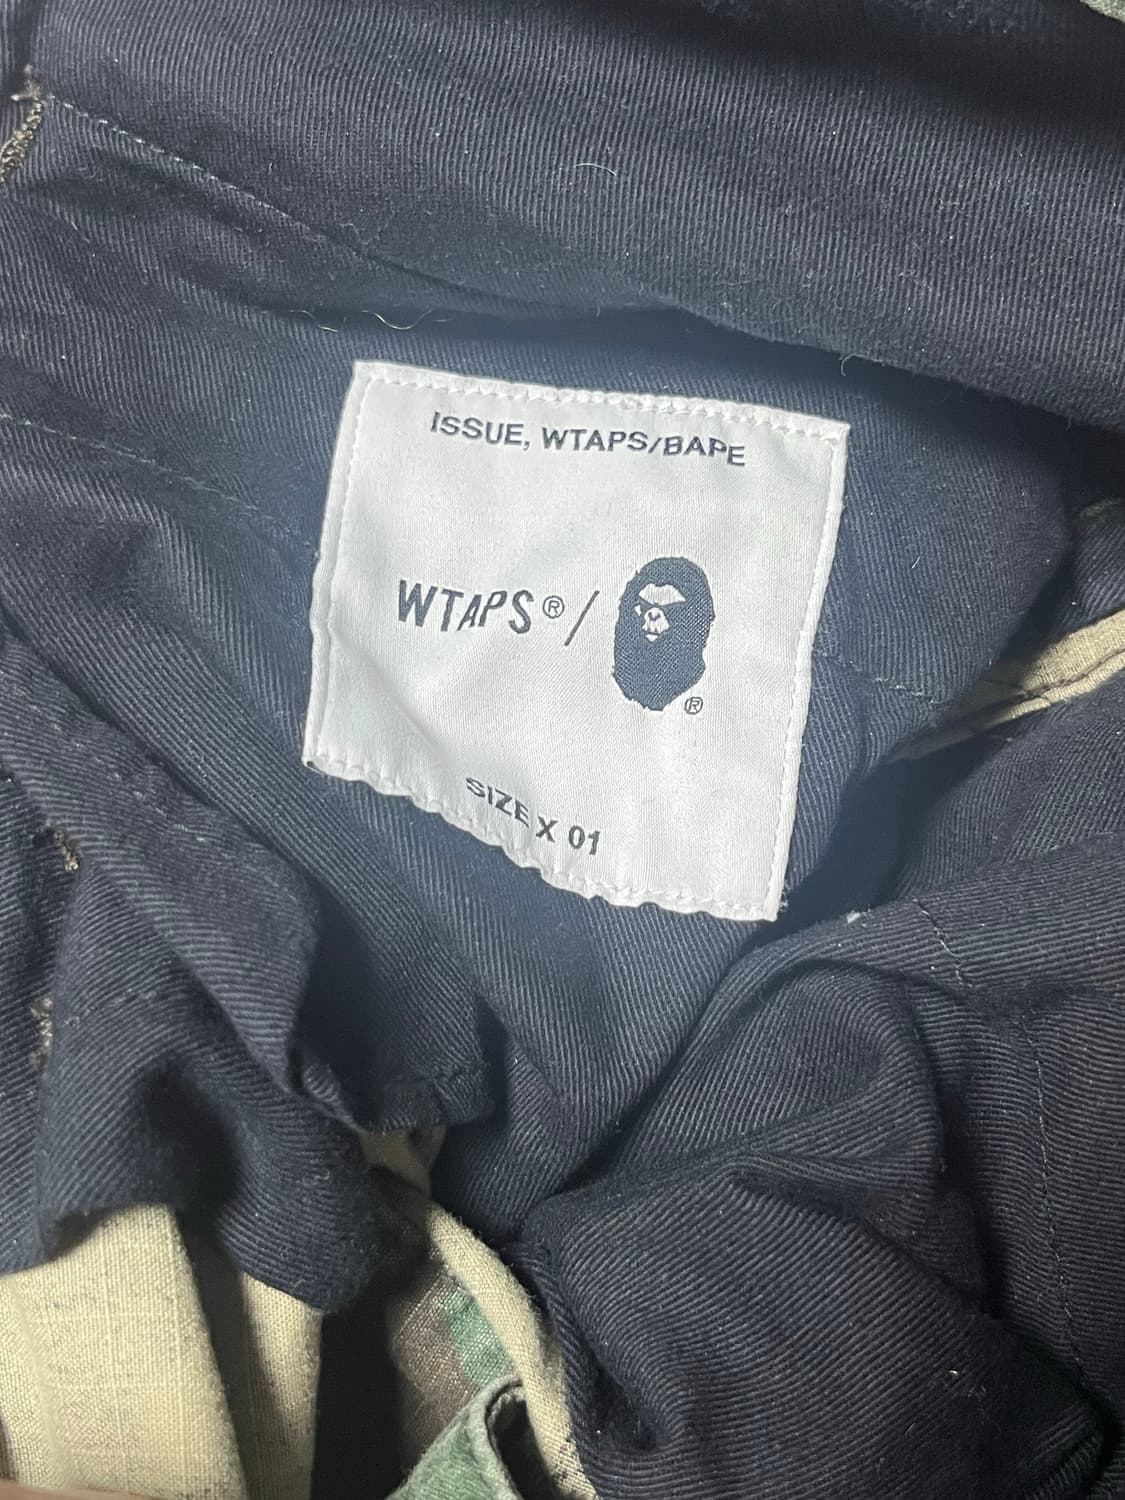 ISSUE, WTAPS/BAPE
WTAPS® /
®
SIZE X 01